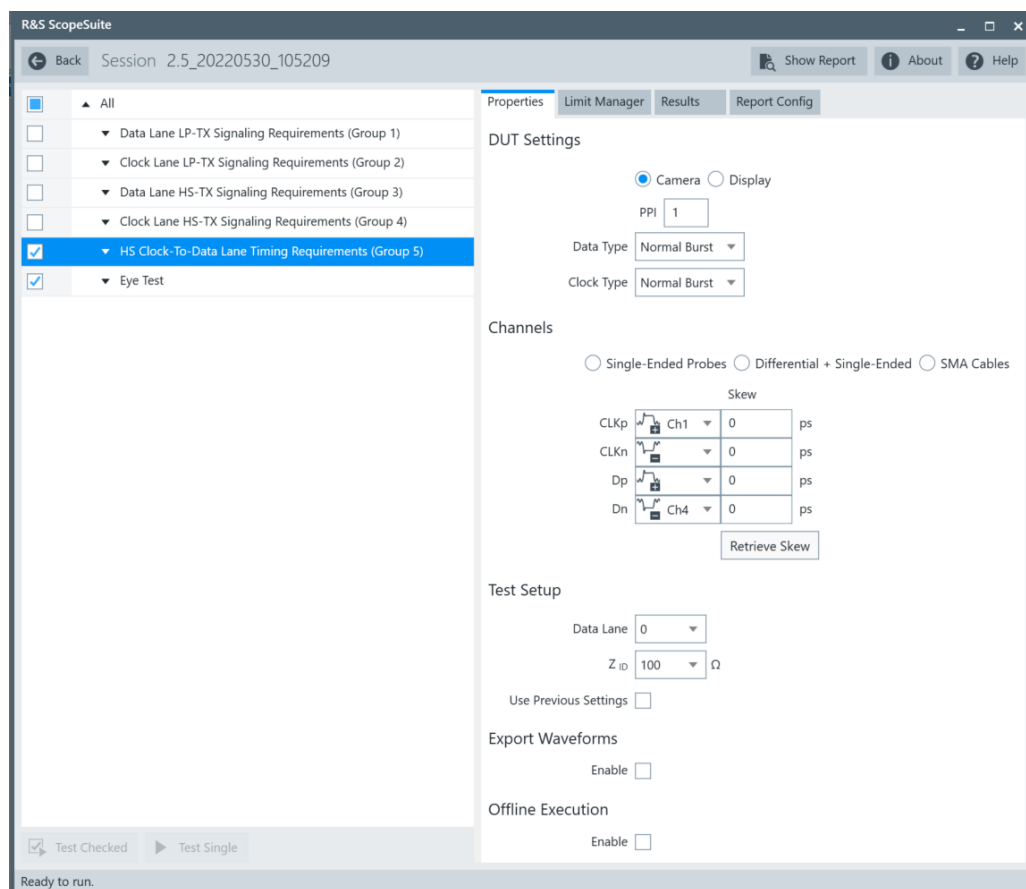 R&S ScopeSuite
Back Session 2.5_20220530_105209 Show Report About Help
All
Data Lane LP-TX Signaling Requirements (Group 1)
Clock Lane LP-TX Signaling Requirements (Group 2)
Data Lane HS-TX Signaling Requirements (Group 3)
Clock Lane HS-TX Signaling Requirements (Group 4)
HS Clock-To-Data Lane Timing Requirements (Group 5)
Eye Test
Test Checked Test Single
Properties Limit Manager Results Report Config
DUT Settings
Camera Display
PPI 1
Data Type Normal Burst
Clock Type Normal Burst
Channels
Single-Ended Probes Differential + Single-Ended SMA Cables
Skew
CLKp Ch1 0 ps
CLKn 0 ps
Dp 0 ps
Dn Ch4 0 ps
Retrieve Skew
Test Setup
Data Lane 0
Z ID 100 Ω
Use Previous Settings
Export Waveforms
Enable
Offline Execution
Enable
Ready to run.